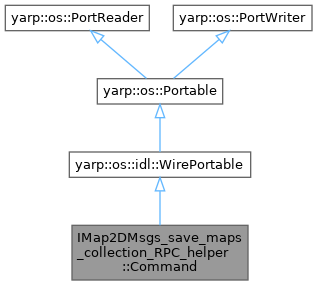 yarp::os::PortReader
yarp::os::PortWriter
yarp::os::Portable
yarp::os::idl::WirePortable
IMap2DMsgs_save_maps
_collection_RPC_helper
::Command